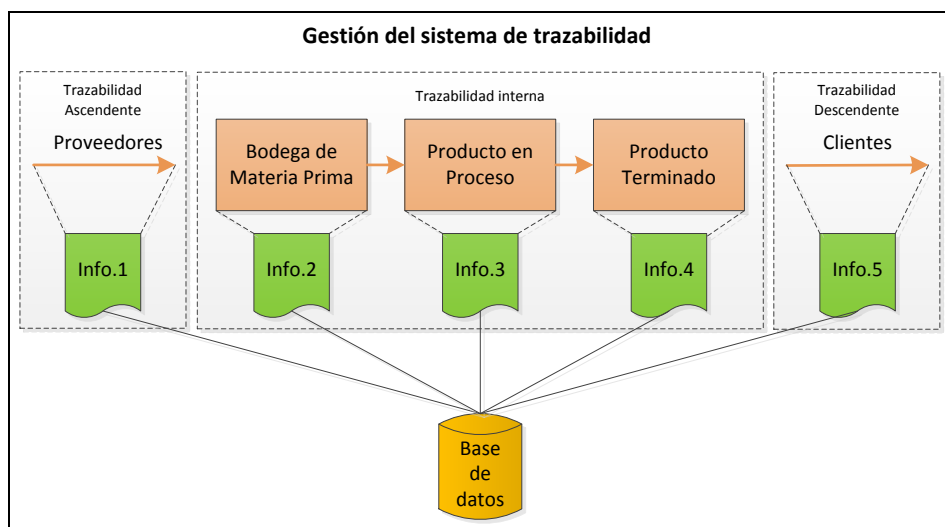 Gestión del sistema de trazabilidad
Trazabilidad
Ascendente
Proveedores
Trazabilidad interna
Trazabilidad
Descendente
Clientes
Bodega de
Materia Prima
Producto en
Proceso
Producto
Terminado
Info.1
Info.2
Info.3
Info.4
Info.5
Base
de
datos